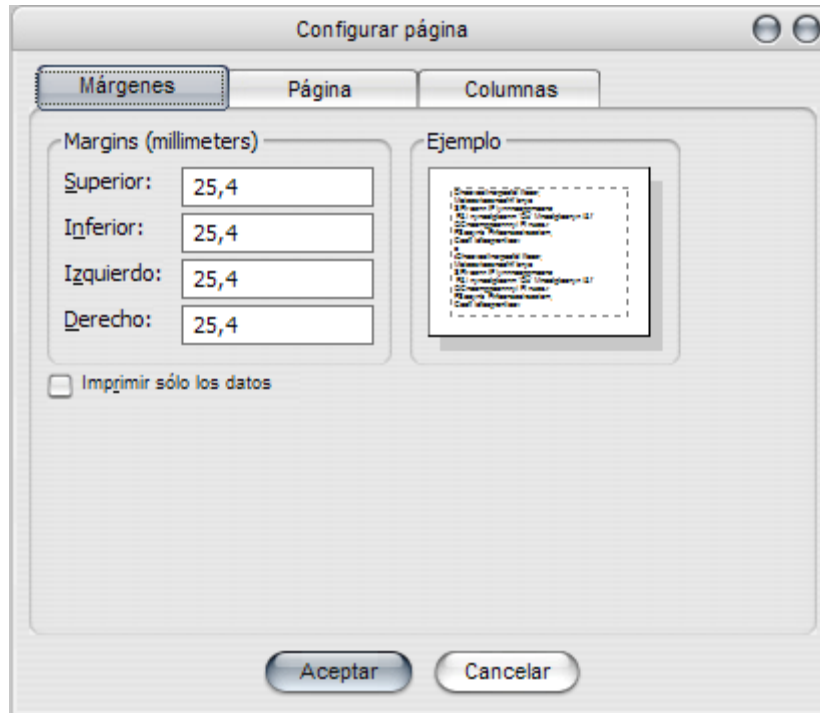 Configurar página
Márgenes
Página
Columnas
Margins (millimeters)
Superior:
25,4
Inferior:
25,4
Izquierdo:
25,4
Derecho:
25,4
Ejemplo
Imprimir sólo los datos
Aceptar
Cancelar